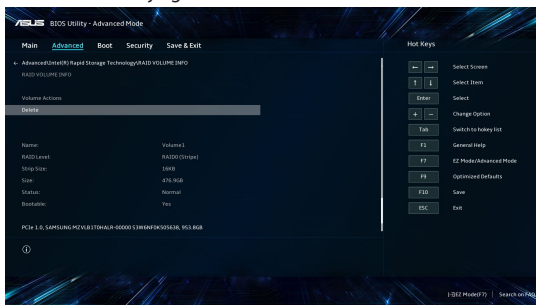 ASUS BIOS Utility - Advanced Mode
Main Advanced Boot Security Save & Exit Hot Keys
← Advanced\Intel(R) Rapid Storage Technology\RAID VOLUME INFO
RAID VOLUME INFO
Volume Actions
Delete
Name: Volume1
RAID Level: RAID0 (Stripe)
Strip Size: 16KB
Size: 476.9GB
Status: Normal
Bootable: Yes
PCIe 1.0, SAMSUNG MZVLB1T0HALR-00000 S3W6NF0K505638, 953.8GB
← → Select Screen
↑ ↓ Select Item
Enter Select
+ − Change Option
Tab Switch to hokey list
F1 General Help
F7 EZ Mode/Advanced Mode
F9 Optimized Defaults
F10 Save
ESC Exit
EZ Mode(F7) | Search on FAQ